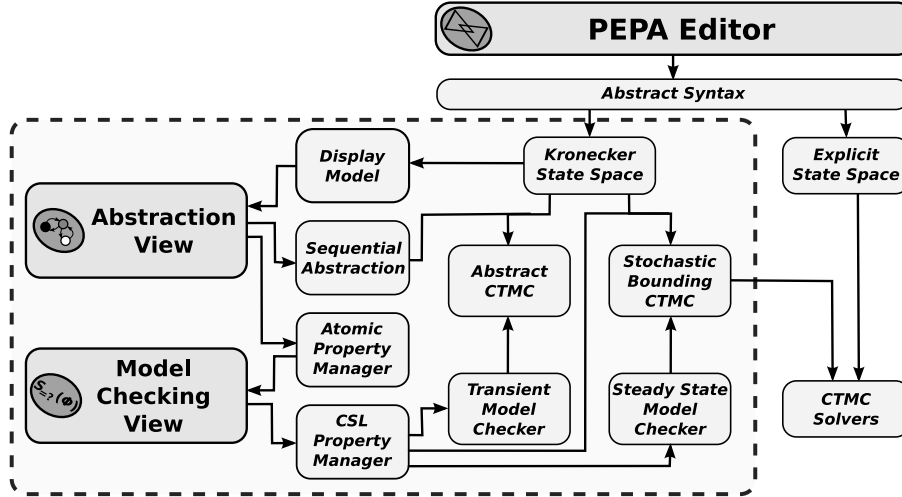 PEPA Editor
Abstract Syntax
Display
Model
Kronecker
State Space
Explicit
State Space
Abstraction
View
Sequential
Abstraction
Abstract
CTMC
Stochastic
Bounding
CTMC
Atomic
Property
Manager
Model
Checking
View
S=? (Φ)
CSL
Property
Manager
Transient
Model
Checker
Steady State
Model
Checker
CTMC
Solvers